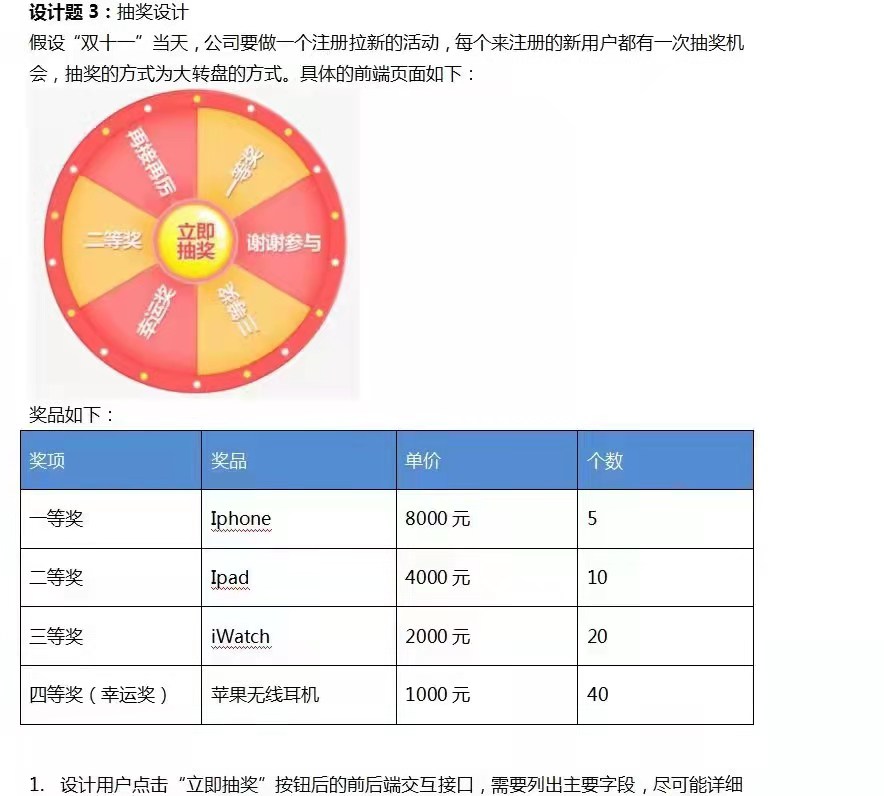 设计题 3：抽奖设计
假设“双十一”当天，公司要做一个注册拉新的活动，每个来注册的新用户都有一次抽奖机
会，抽奖的方式为大转盘的方式。具体的前端页面如下：
再接再厉
一等奖
二等奖
立即
抽奖
谢谢参与
幸运奖
三等奖
奖品如下：
奖项 奖品 单价 个数
一等奖 Iphone 8000 元 5
二等奖 Ipad 4000 元 10
三等奖 iWatch 2000 元 20
四等奖（幸运奖） 苹果无线耳机 1000 元 40
1. 设计用户点击“立即抽奖”按钮后的前后端交互接口，需要列出主要字段，尽可能详细